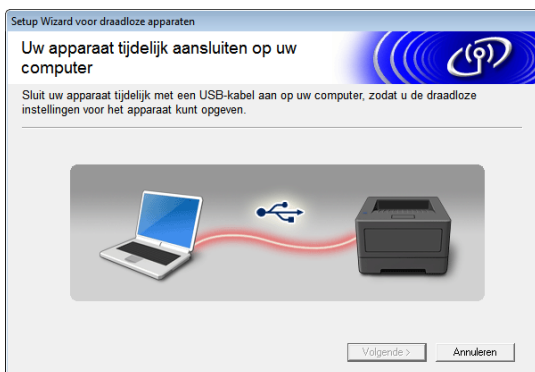 Setup Wizard voor draadloze apparaten
Uw apparaat tijdelijk aansluiten op uw
computer
Sluit uw apparaat tijdelijk met een USB-kabel aan op uw computer, zodat u de draadloze
instellingen voor het apparaat kunt opgeven.
Volgende >
Annuleren